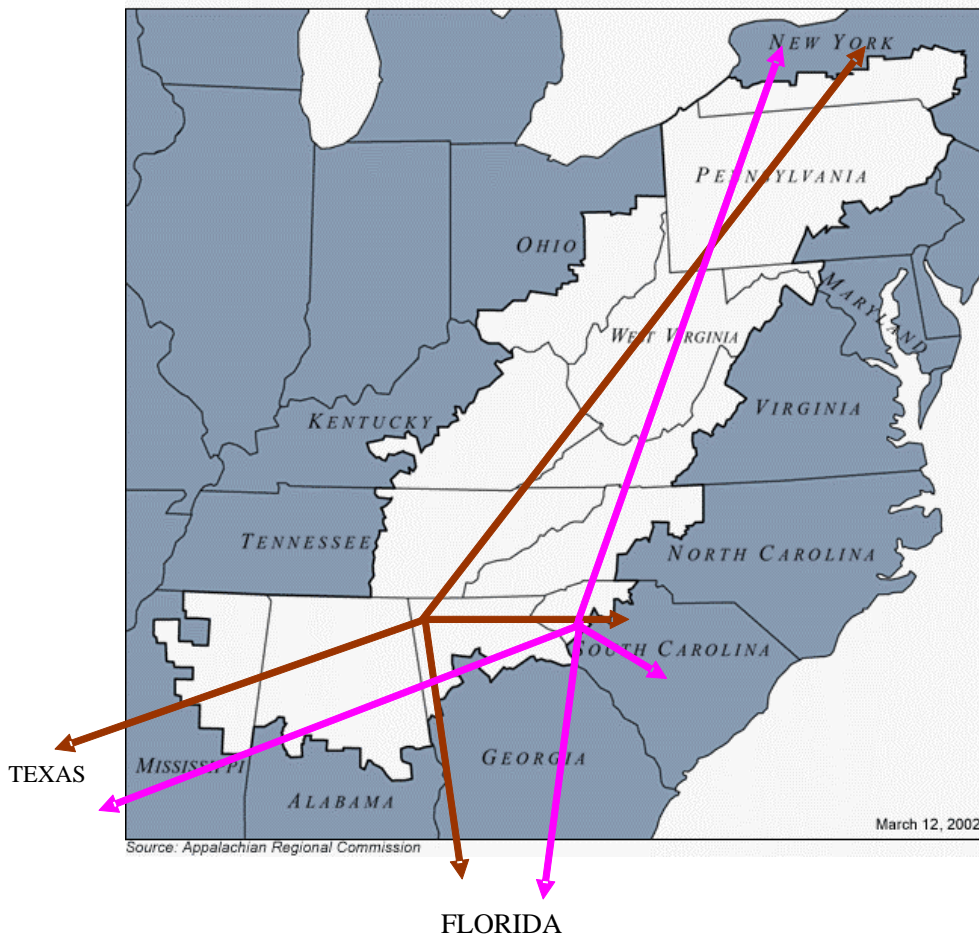 NEW YORK
PENNSYLVANIA
OHIO
MARYLAND
WEST VIRGINIA
VIRGINIA
KENTUCKY
TENNESSEE
NORTH CAROLINA
SOUTH CAROLINA
GEORGIA
MISSISSIPPI
TEXAS
ALABAMA
March 12, 2002
Source: Appalachian Regional Commission
FLORIDA